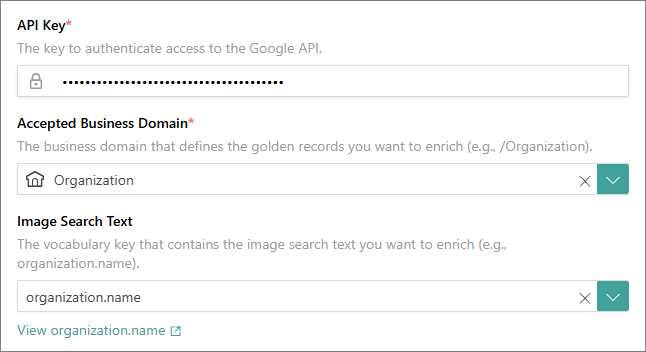 API Key*
The key to authenticate access to the Google API.
•••••••••••••••••••••••••••••••••••••••
Accepted Business Domain*
The business domain that defines the golden records you want to enrich (e.g., /Organization).
Organization
Image Search Text
The vocabulary key that contains the image search text you want to enrich (e.g.,
organization.name).
organization.name
View organization.name